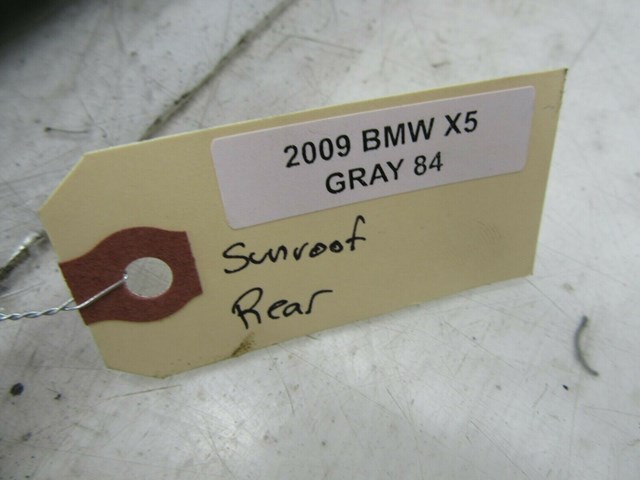 2009 BMW X5
GRAY 84
Sunroof
Rear